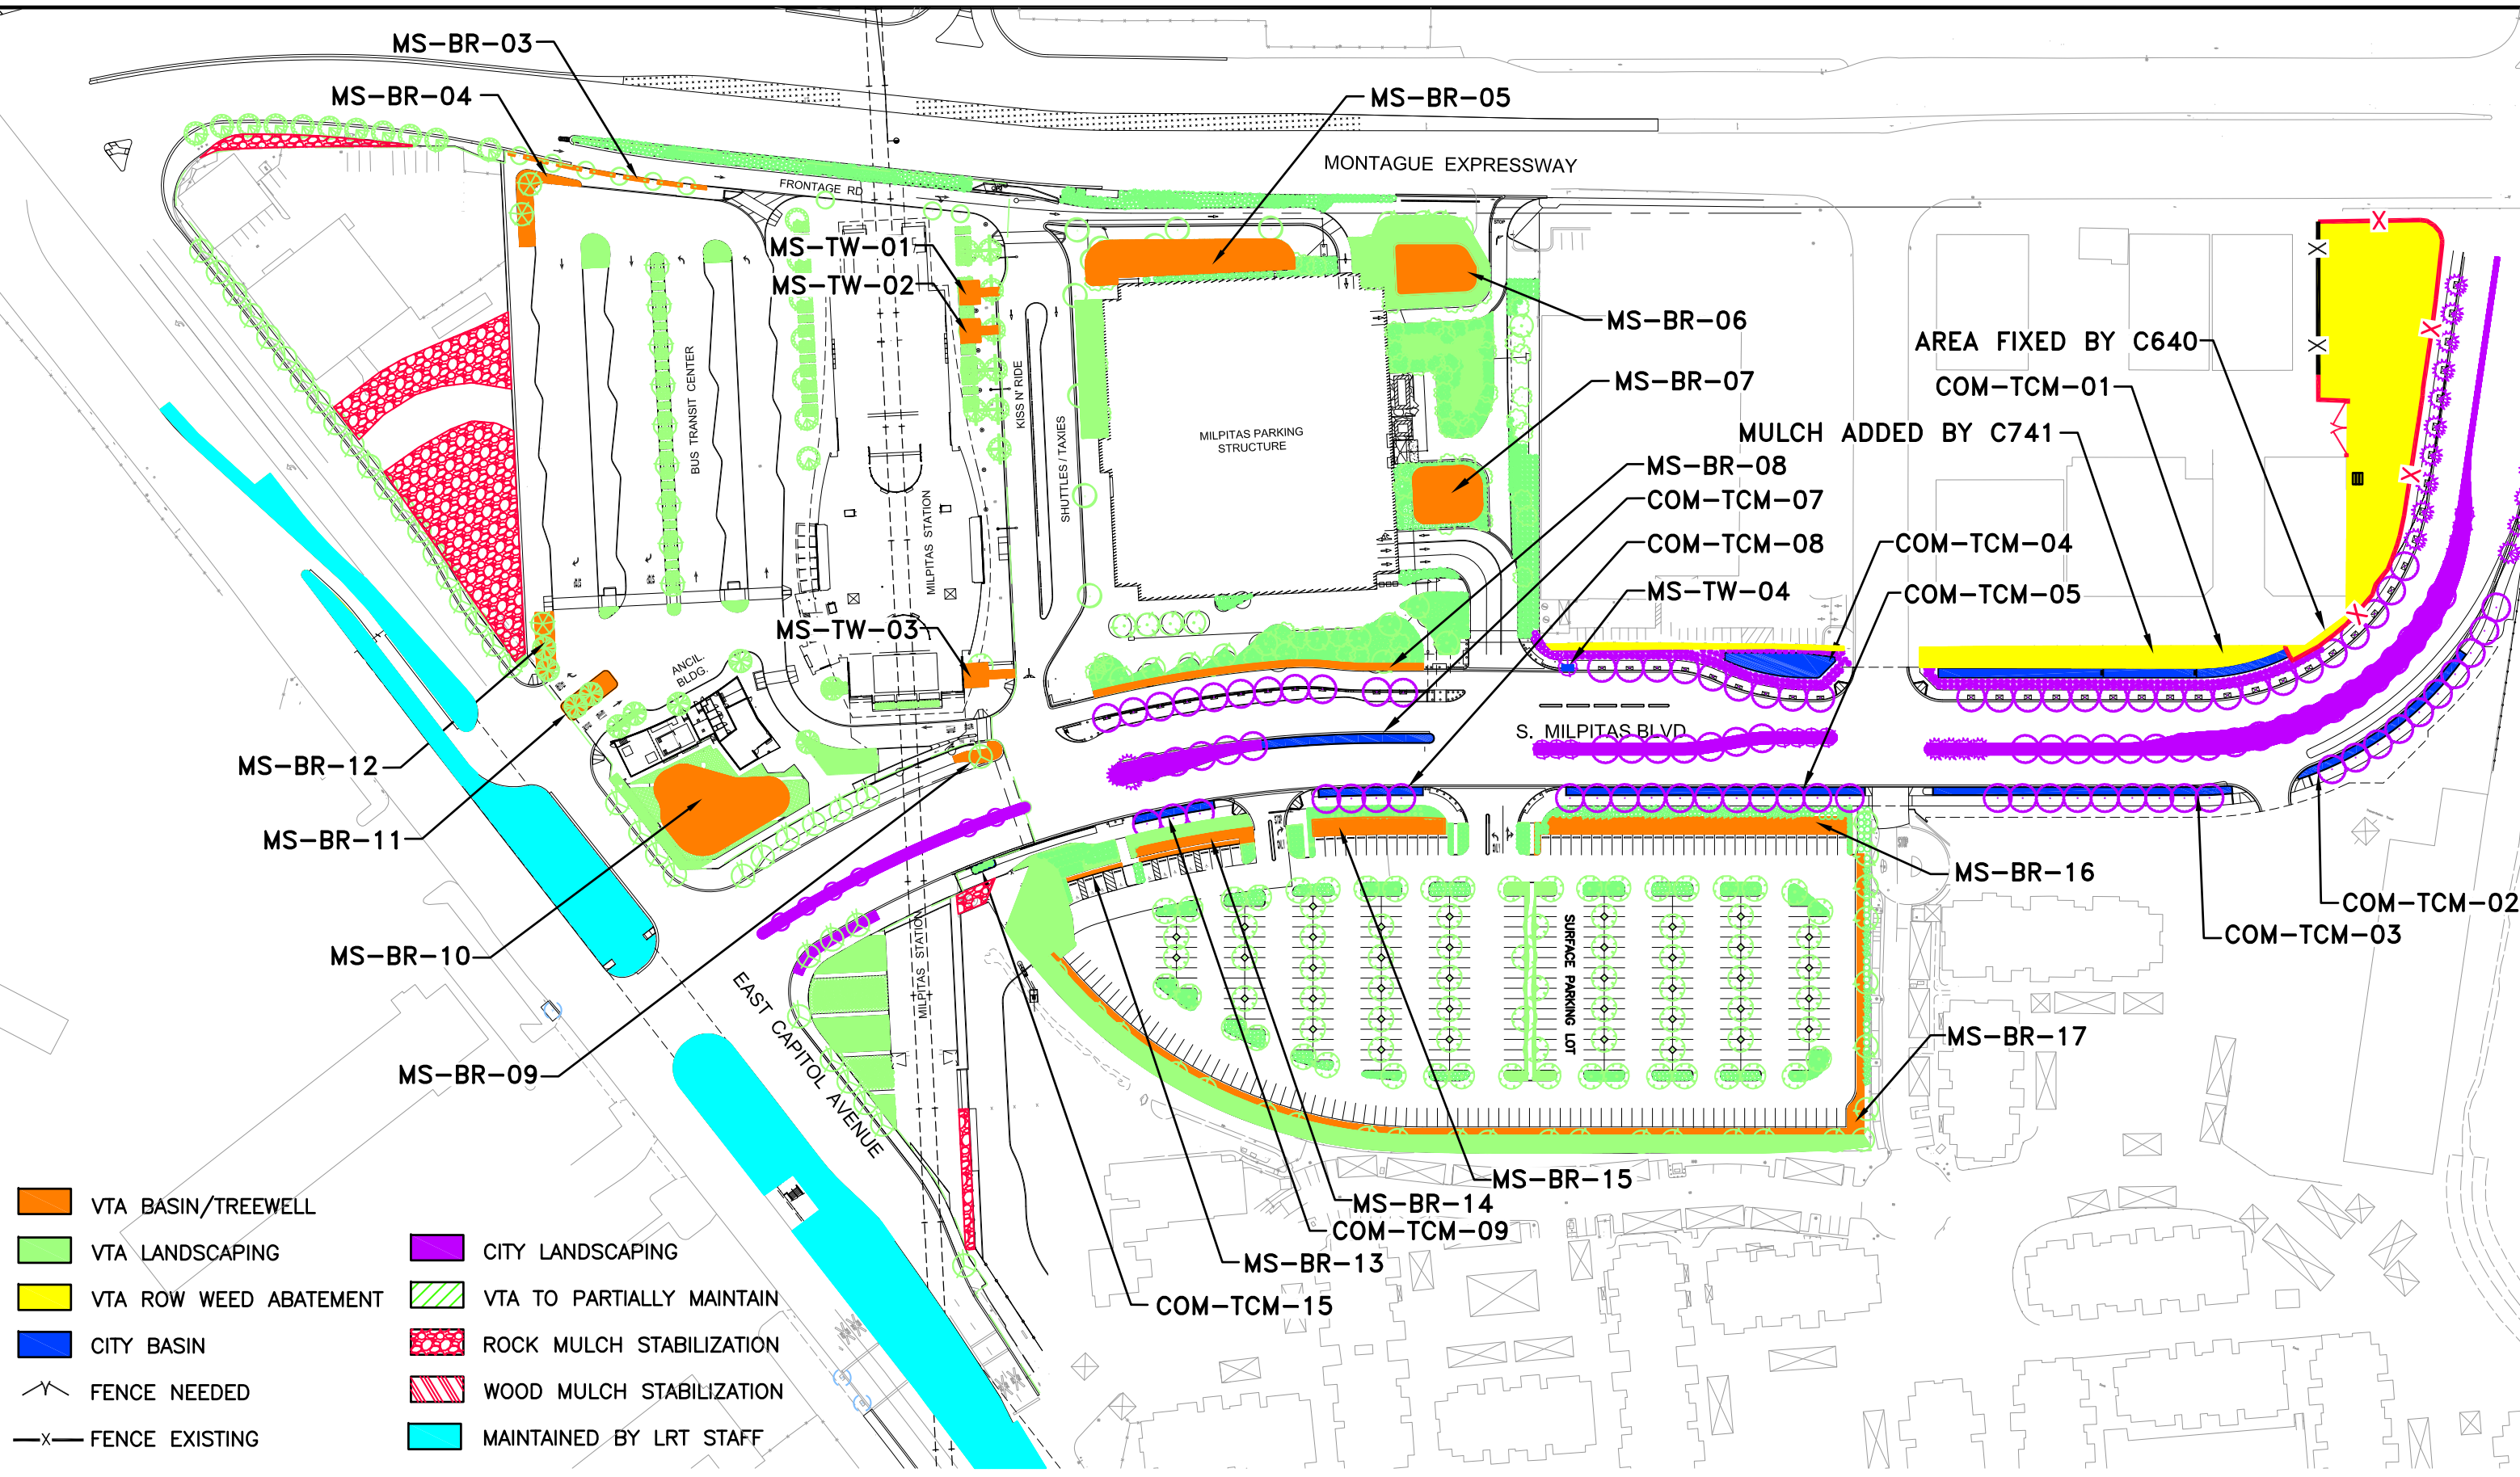 MS-BR-03
MS-BR-04
MS-BR-05
MONTAGUE EXPRESSWAY
FRONTAGE RD
STOP
MS-TW-01
MS-TW-02
MS-BR-06
AREA FIXED BY C640
MS-BR-07
COM-TCM-01
KISS N' RIDE
BUS TRANSIT CENTER
SHUTTLES / TAXIES
MILPITAS PARKING
STRUCTURE
MULCH ADDED BY C741
MS-BR-08
COM-TCM-07
MILPITAS STATION
COM-TCM-08
COM-TCM-04
MS-TW-04
COM-TCM-05
MS-TW-03
ANCIL.
BLDG.
S. MILPITAS BLVD
MS-BR-12
MS-BR-11
MS-BR-16
COM-TCM-02
COM-TCM-03
MS-BR-10
MILPITAS STATION
SURFACE PARKING LOT
EAST CAPITOL AVENUE
MS-BR-17
MS-BR-09
MS-BR-15
MS-BR-14
COM-TCM-09
MS-BR-13
COM-TCM-15
VTA BASIN/TREEWELL
VTA LANDSCAPING
VTA ROW WEED ABATEMENT
CITY BASIN
FENCE NEEDED
X FENCE EXISTING
CITY LANDSCAPING
VTA TO PARTIALLY MAINTAIN
ROCK MULCH STABILIZATION
WOOD MULCH STABILIZATION
MAINTAINED BY LRT STAFF